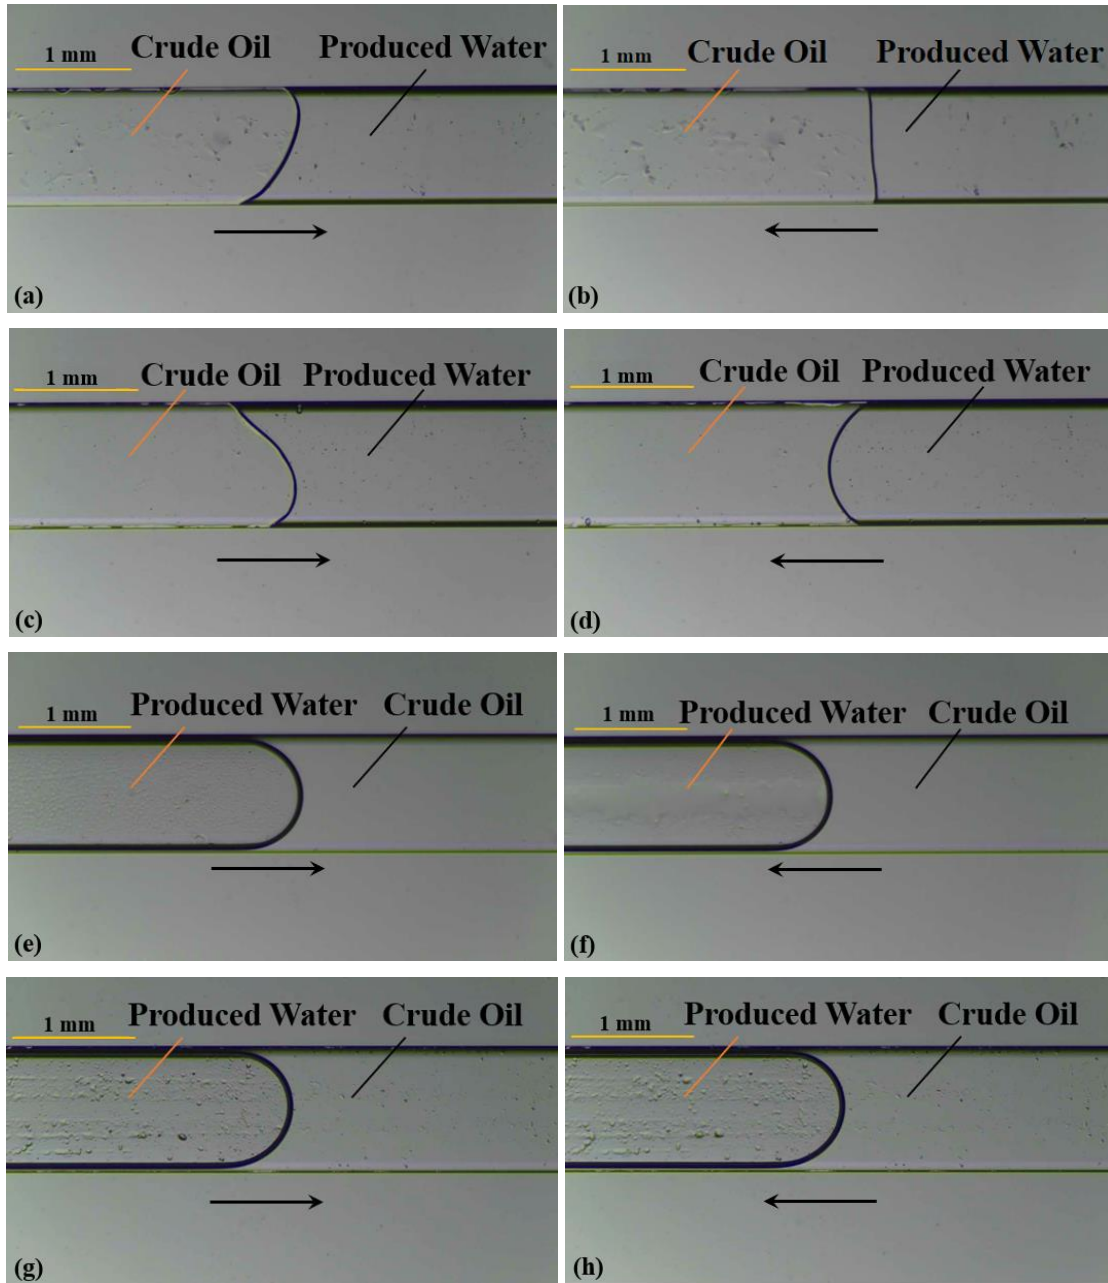 1 mm Crude Oil Produced Water
(a)
1 mm Crude Oil Produced Water
(b)
1 mm Crude Oil Produced Water
(c)
1 mm Crude Oil Produced Water
(d)
1 mm Produced Water Crude Oil
(e)
1 mm Produced Water Crude Oil
(f)
1 mm Produced Water Crude Oil
(g)
1 mm Produced Water Crude Oil
(h)